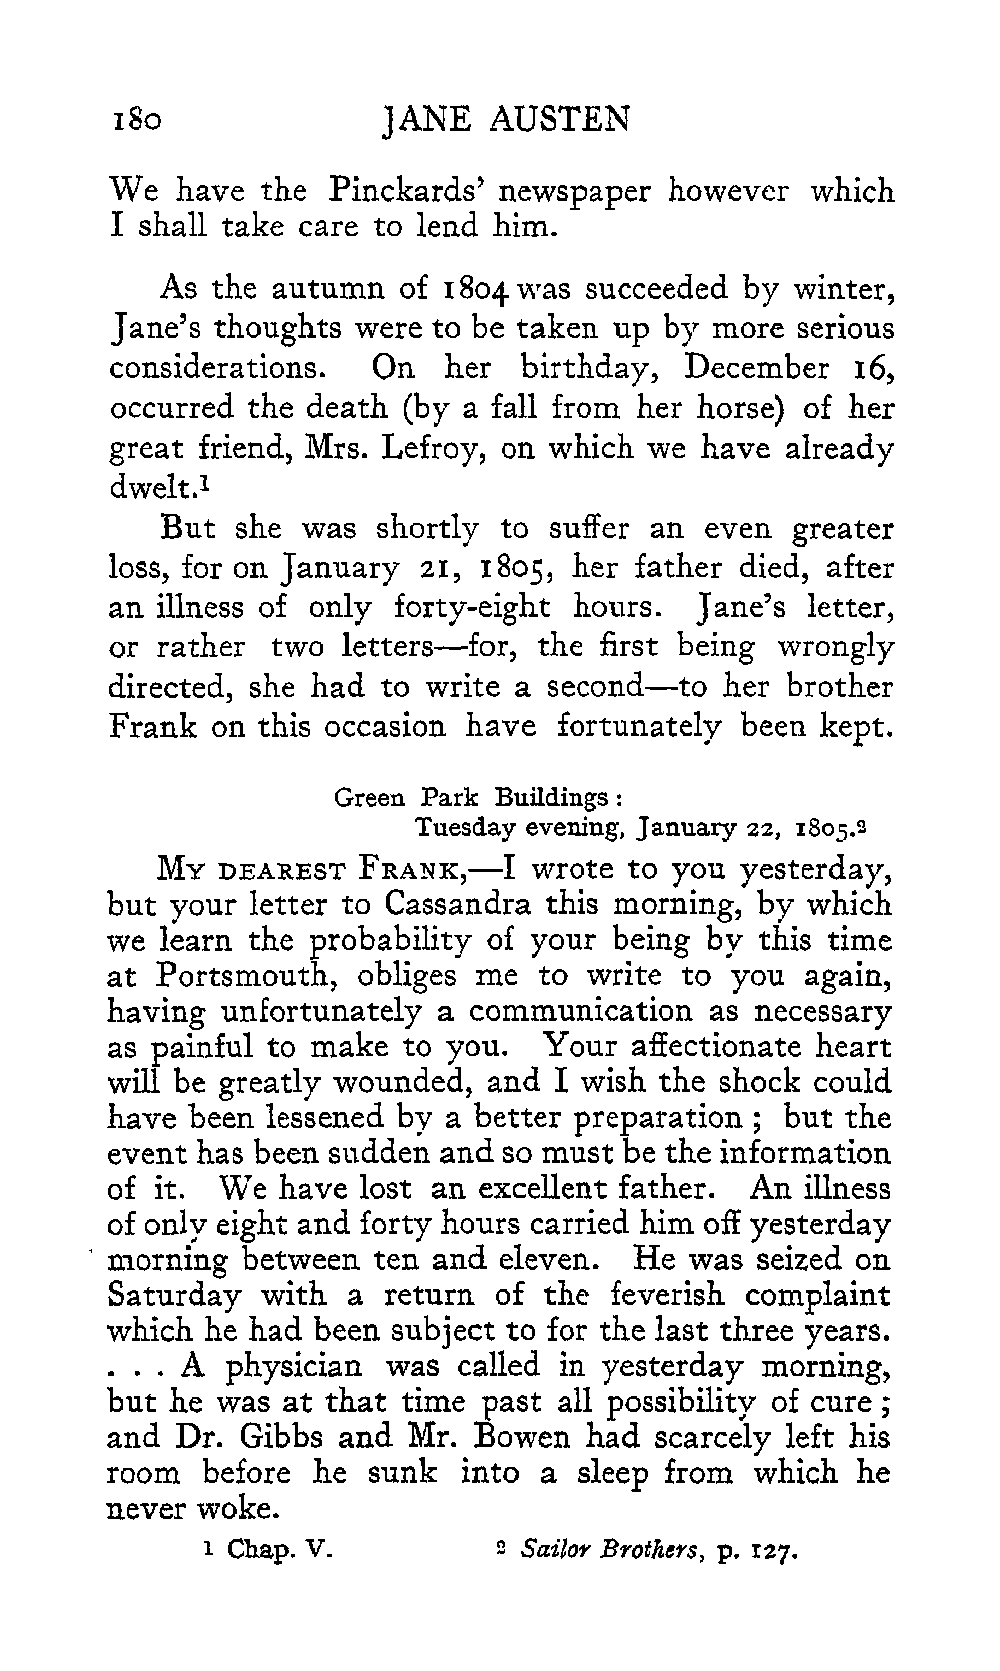 180 JANE AUSTEN
We have the Pinckards’ newspaper however which
I shall take care to lend him.
As the autumn of 1804 was succeeded by winter,
Jane’s thoughts were to be taken up by more serious
considerations. On her birthday, December 16,
occurred the death (by a fall from her horse) of her
great friend, Mrs. Lefroy, on which we have already
dwelt.¹
But she was shortly to suffer an even greater
loss, for on January 21, 1805, her father died, after
an illness of only forty-eight hours. Jane’s letter,
or rather two letters—for, the first being wrongly
directed, she had to write a second—to her brother
Frank on this occasion have fortunately been kept.
Green Park Buildings :
Tuesday evening, January 22, 1805.²
MY DEAREST FRANK,—I wrote to you yesterday,
but your letter to Cassandra this morning, by which
we learn the probability of your being by this time
at Portsmouth, obliges me to write to you again,
having unfortunately a communication as necessary
as painful to make to you. Your affectionate heart
will be greatly wounded, and I wish the shock could
have been lessened by a better preparation ; but the
event has been sudden and so must be the information
of it. We have lost an excellent father. An illness
of only eight and forty hours carried him off yesterday
morning between ten and eleven. He was seized on
Saturday with a return of the feverish complaint
which he had been subject to for the last three years.
. . . A physician was called in yesterday morning,
but he was at that time past all possibility of cure ;
and Dr. Gibbs and Mr. Bowen had scarcely left his
room before he sunk into a sleep from which he
never woke.
¹ Chap. V. ² Sailor Brothers, p. 127.